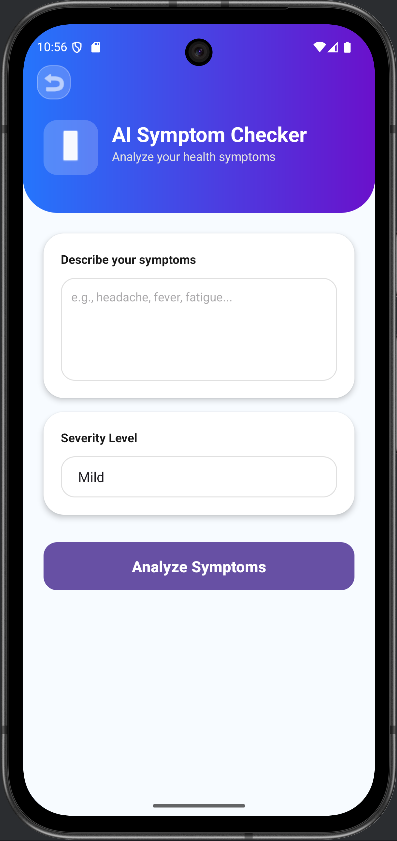 10:56
AI Symptom Checker
Analyze your health symptoms
Describe your symptoms
e.g., headache, fever, fatigue...
Severity Level
Mild
Analyze Symptoms